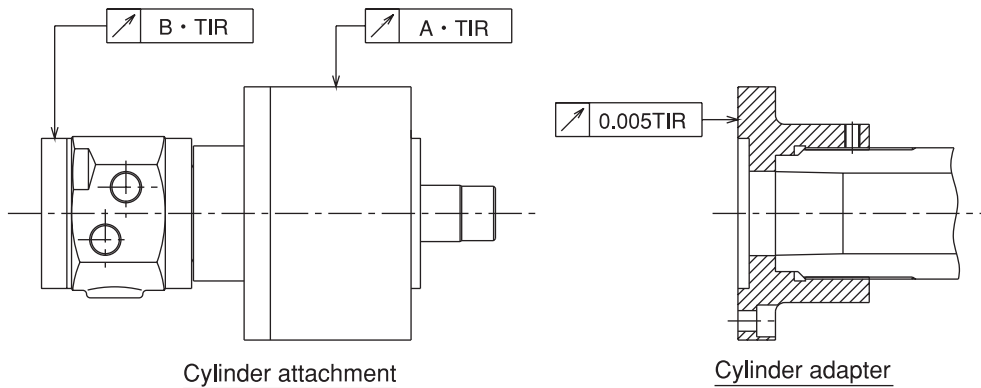 B・TIR
A・TIR
0.005TIR
Cylinder attachment
Cylinder adapter